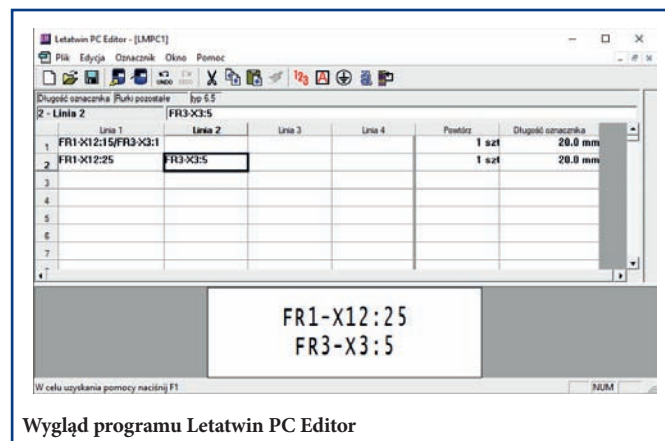 Letatwin PC Editor - [LMPC1]
Plik Edycja Oznacznik Okno Pomoc
UNDO
Długość oznacznika Rurki pozostałe hyp 6.5
2 - Linia 2 FR3-X3:5
Linia 1 Linia 2 Linia 3 Linia 4 Powtórz Długość oznacznika
1 FR1-X12:15/FR3-X3:1 1 szt 20.0 mm
2 FR1-X12:25 FR3-X3:5 1 szt 20.0 mm
3
4
5
6
7
FR1-X12:25
FR3-X3:5
W celu uzyskania pomocy naciśnij F1 NUM
Wygląd programu Letatwin PC Editor